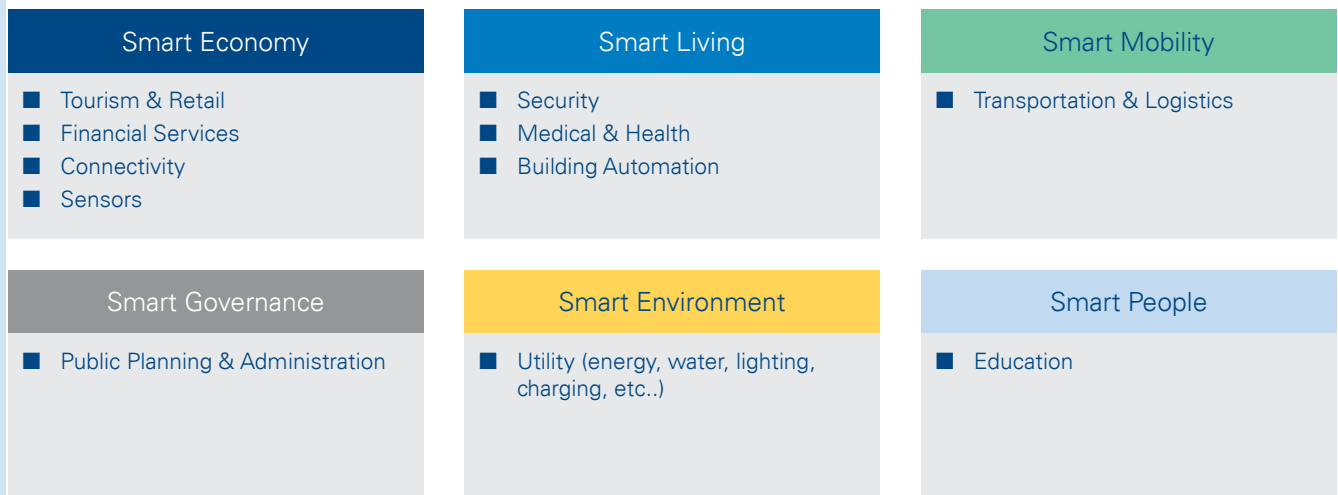 Smart Economy
Tourism & Retail
Financial Services
Connectivity
Sensors
Smart Living
Security
Medical & Health
Building Automation
Smart Mobility
Transportation & Logistics
Smart Governance
Public Planning & Administration
Smart Environment
Utility (energy, water, lighting,
charging, etc..)
Smart People
Education